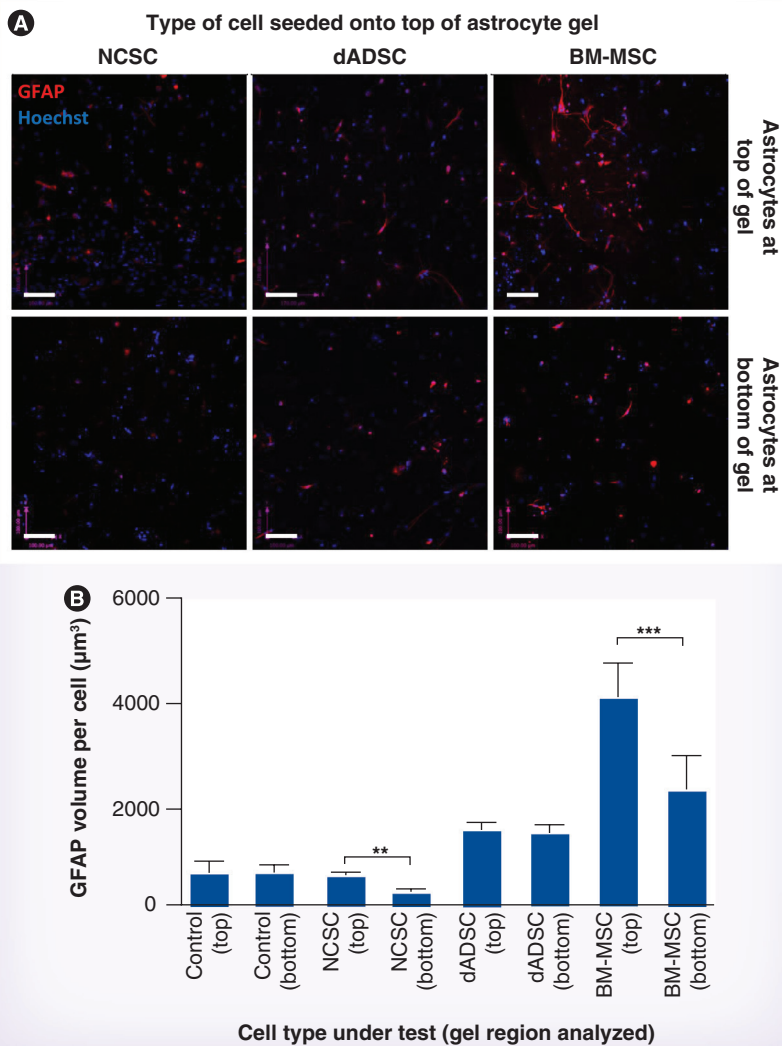 A
Type of cell seeded onto top of astrocyte gel
NCSC
dADSC
BM-MSC
GFAP
Hoechst
Astrocytes at
top of gel
Astrocytes at
bottom of gel
B
GFAP volume per cell (µm³)
6000
4000
2000
0
**
***
Control
(top)
Control
(bottom)
NCSC
(top)
NCSC
(bottom)
dADSC
(top)
dADSC
(bottom)
BM-MSC
(top)
BM-MSC
(bottom)
Cell type under test (gel region analyzed)